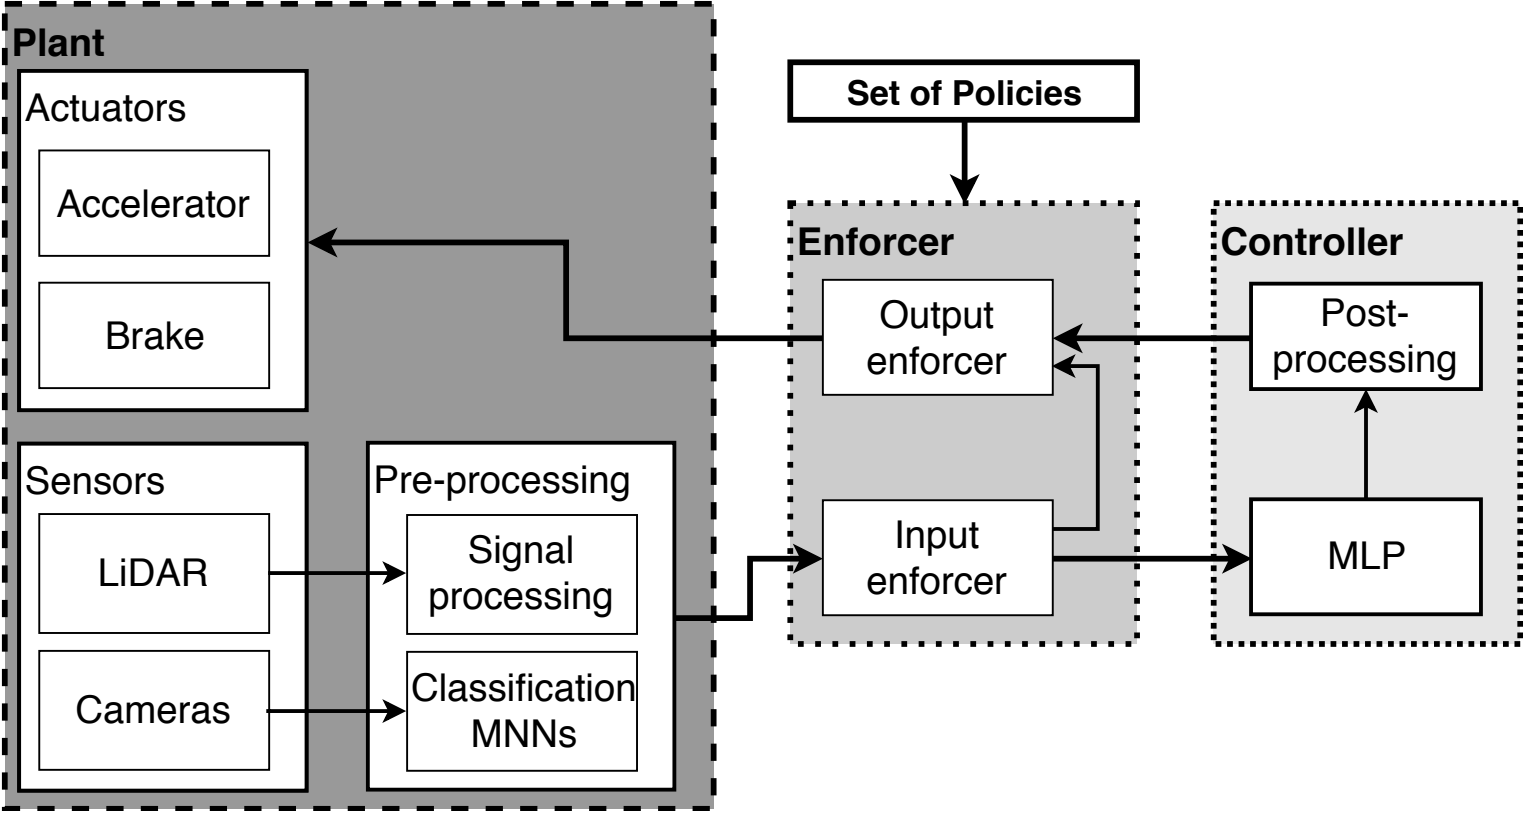 Plant
Actuators
Accelerator
Brake
Sensors
LiDAR
Cameras
Pre-processing
Signal
processing
Classification
MNNs
Set of Policies
Enforcer
Output
enforcer
Input
enforcer
Controller
Post-
processing
MLP